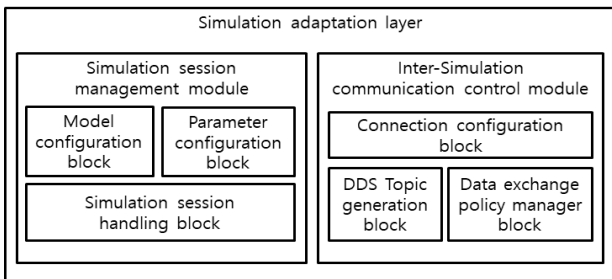 Simulation adaptation layer
Simulation session
management module
Model
configuration
block
Parameter
configuration
block
Simulation session
handling block
Inter-Simulation
communication control module
Connection configuration
block
DDS Topic
generation
block
Data exchange
policy manager
block